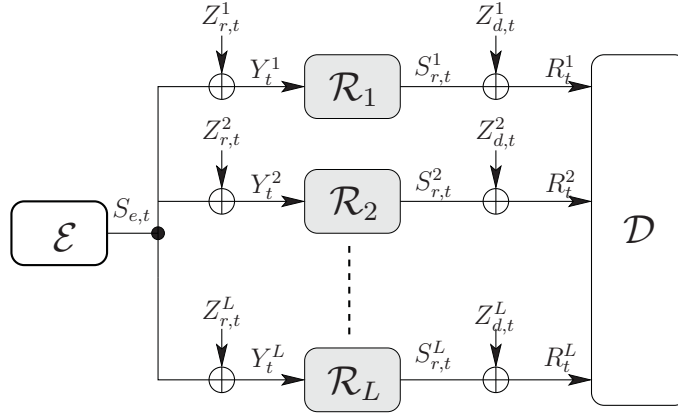 Z_{r,t}^1 Z_{d,t}^1
Y_t^1 R_1 S_{r,t}^1 R_t^1
Z_{r,t}^2 Z_{d,t}^2
Y_t^2 R_2 S_{r,t}^2 R_t^2
S_{e,t}
E D
Z_{r,t}^L Z_{d,t}^L
Y_t^L R_L S_{r,t}^L R_t^L